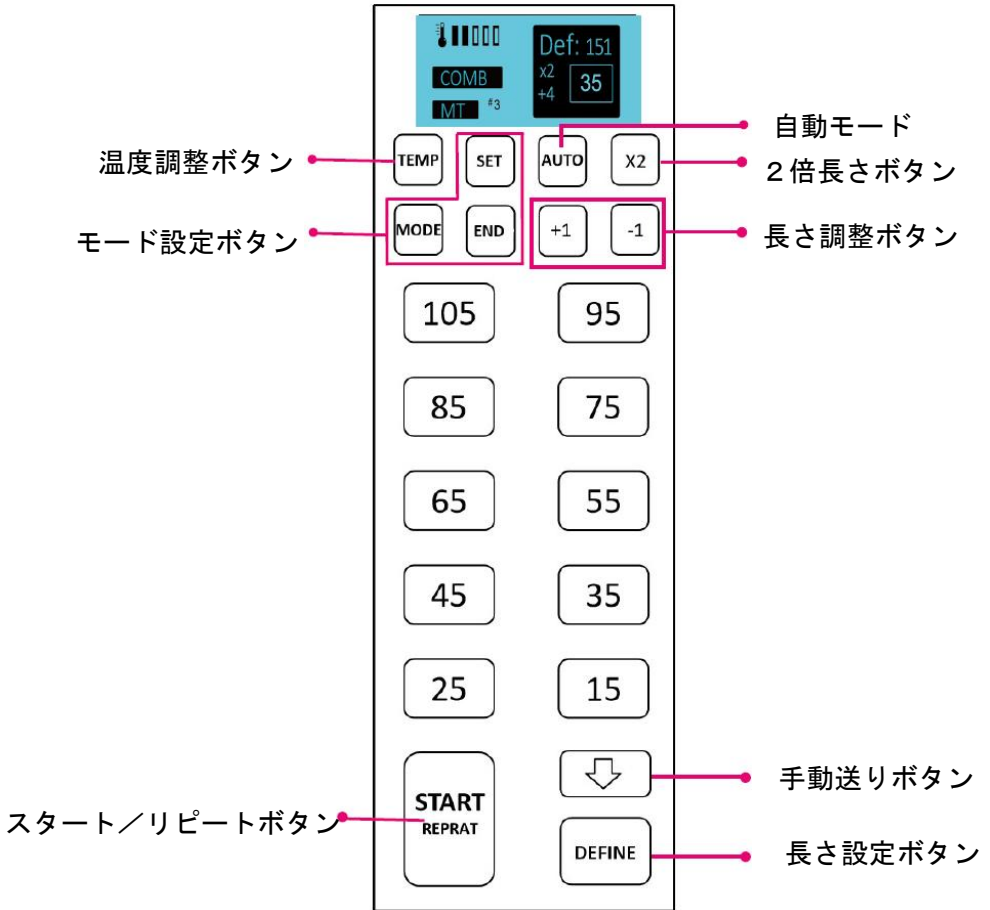 Def: 151
COMB
x2
35
MT
#3
+4
自動モード
温度調整ボタン
TEMP
SET
AUTO
X2
２倍長さボタン
モード設定ボタン
MODE
END
+1
-1
長さ調整ボタン
105
95
85
75
65
55
45
35
25
15
手動送りボタン
スタート／リピートボタン
START
REPRAT
DEFINE
長さ設定ボタン